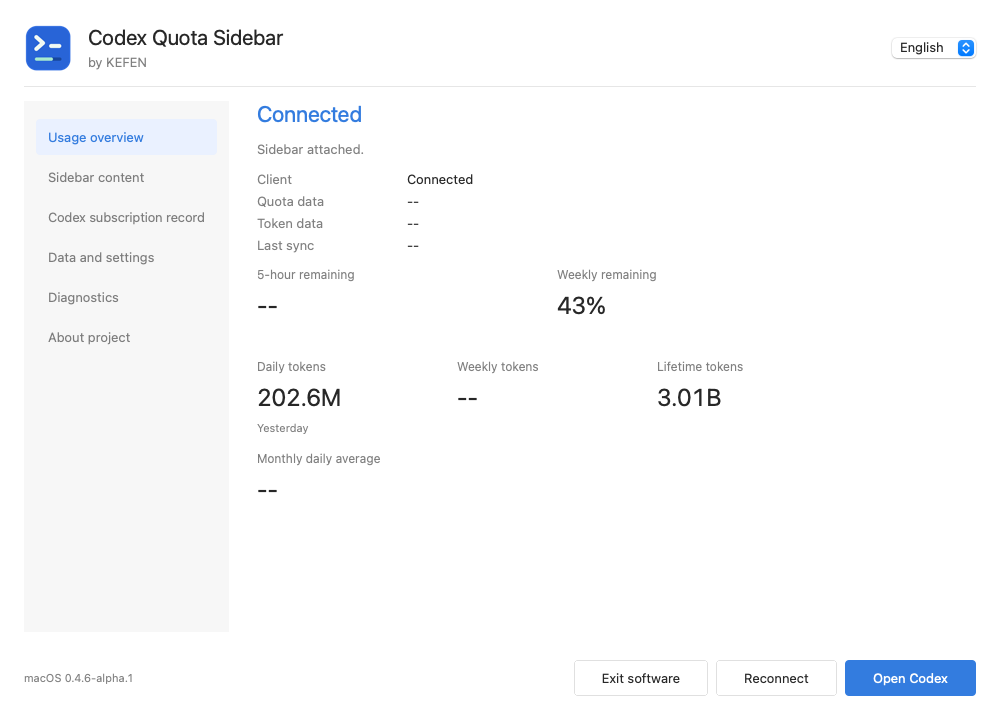 Codex Quota Sidebar
by KEFEN
English
Usage overview
Sidebar content
Codex subscription record
Data and settings
Diagnostics
About project
Connected
Sidebar attached.
Client Connected
Quota data --
Token data --
Last sync --
5-hour remaining Weekly remaining
-- 43%
Daily tokens Weekly tokens Lifetime tokens
202.6M -- 3.01B
Yesterday
Monthly daily average
--
macOS 0.4.6-alpha.1
Exit software Reconnect Open Codex